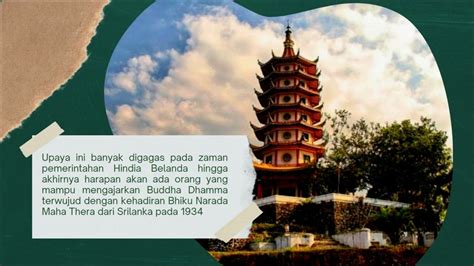 Upaya ini banyak digagas pada zaman
pemerintahan Hindia Belanda hingga
akhirnya harapan akan ada orang yang
mampu mengajarkan Buddha Dhamma
terwujud dengan kehadiran Bhiku Narada
Maha Thera dari Srilanka pada 1934